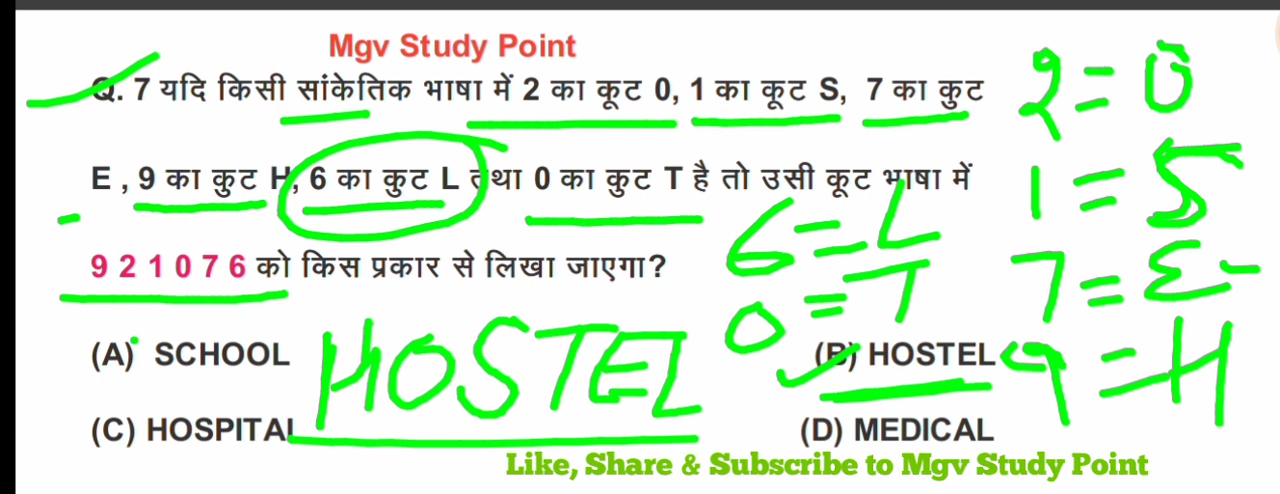 Mgv Study Point
Q. 7 यदि किसी सांकेतिक भाषा में 2 का कूट 0, 1 का कूट S, 7 का कुट 2 = 0
E , 9 का कुट H, 6 का कुट L तथा 0 का कुट T है तो उसी कूट भाषा में 1 = S
6 = L
9 2 1 0 7 6 को किस प्रकार से लिखा जाएगा? 7 = E
0 = T
(A) SCHOOL HOSTEL (B) HOSTEL 9 = H
(C) HOSPITAL (D) MEDICAL
Like, Share & Subscribe to Mgv Study Point